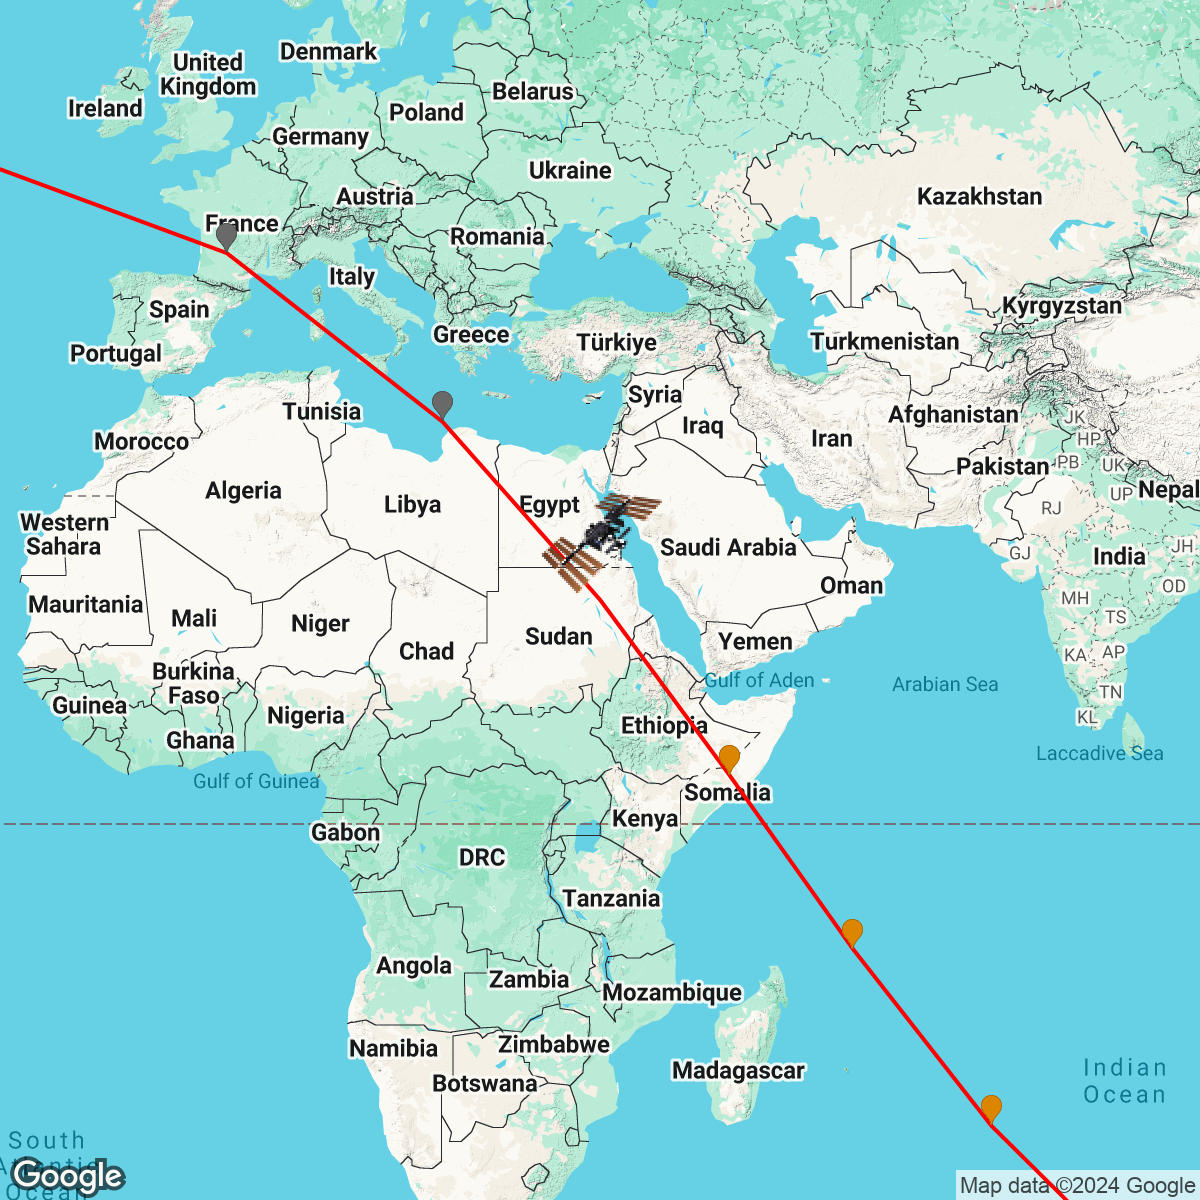 Denmark
United
Kingdom
Ireland
Belarus
Poland
Germany
Ukraine
Austria
Kazakhstan
France
Romania
Italy
Spain
Kyrgyzstan
Greece
Türkiye
Turkmenistan
Portugal
Syria
Tunisia
Afghanistan
JK
Iraq
Iran
HP
Morocco
PB
UK
Pakistan
Algeria
Libya
Egypt
UP
Nepal
RJ
Western
Sahara
Saudi Arabia
GJ
India
JH
Oman
OD
Mauritania
Mali
Niger
MH
TS
Sudan
Yemen
Chad
KA
AP
Burkina
Faso
Gulf of Aden
Arabian Sea
TN
Guinea
Nigeria
Ethiopia
KL
Ghana
Laccadive Sea
Gulf of Guinea
Somalia
Gabon
Kenya
DRC
Tanzania
Angola
Zambia
Mozambique
Namibia
Zimbabwe
Madagascar
Botswana
Indian
Ocean
South
Atlantic
Ocean
Google
Map data ©2024 Google